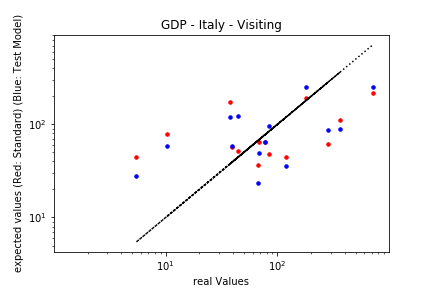 GDP - Italy - Visiting
expected values (Red: Standard) (Blue: Test Model)
10²
10¹
10¹
10²
real Values